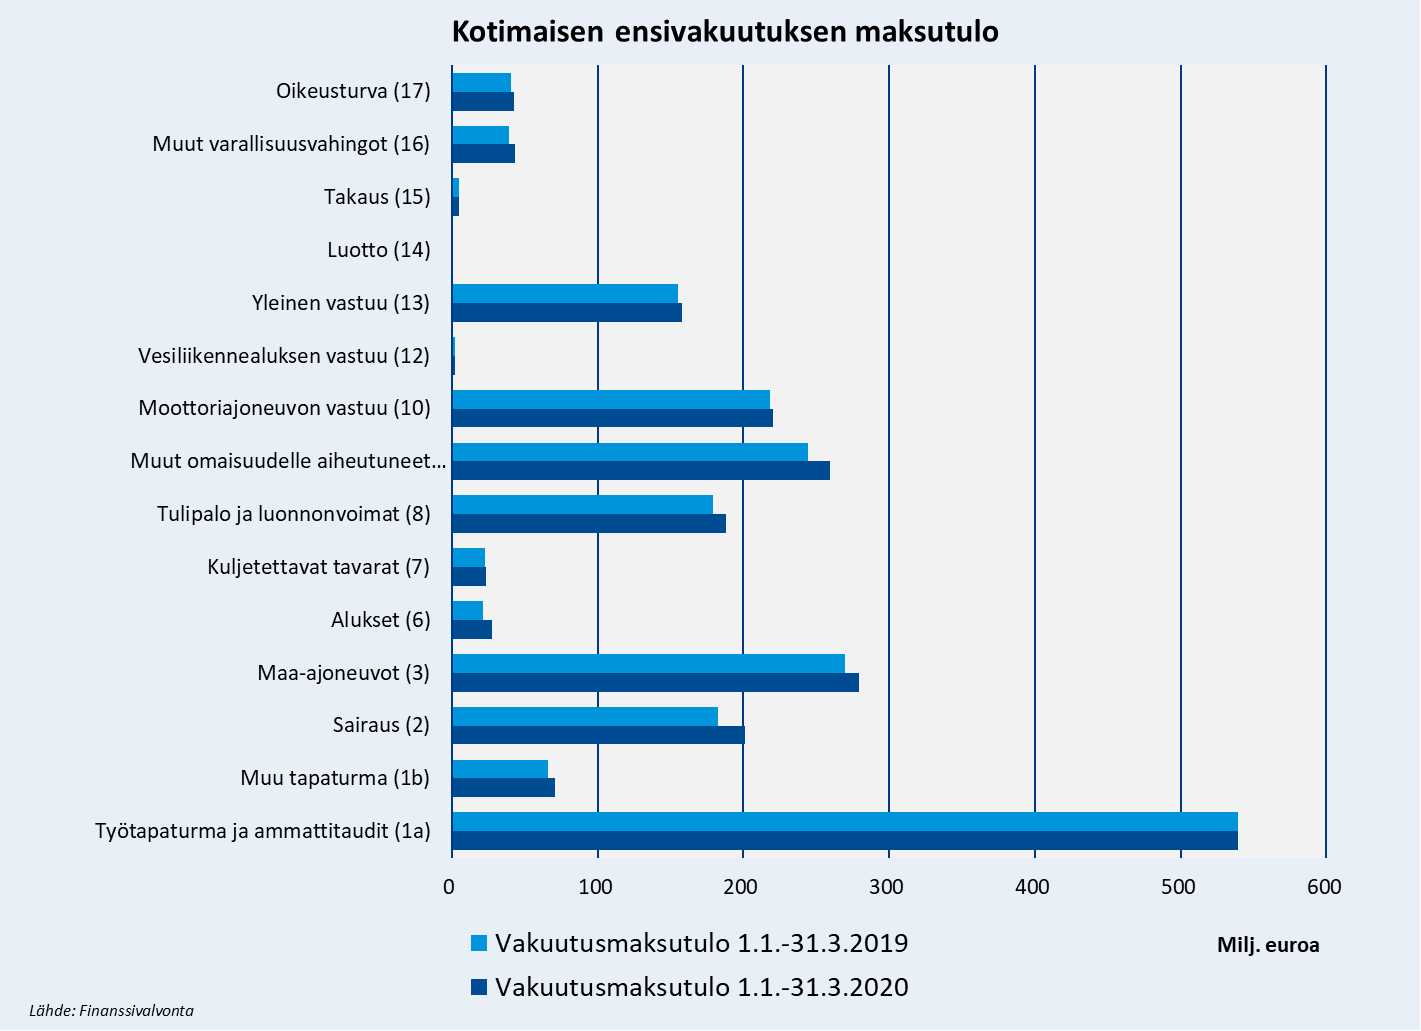 Kotimaisen ensivakuutuksen maksutulo
Oikeusturva (17)
Muut varallisuusvahingot (16)
Takaus (15)
Luotto (14)
Yleinen vastuu (13)
Vesiliikennealuksen vastuu (12)
Moottoriajoneuvon vastuu (10)
Muut omaisuudelle aiheutuneet...
Tulipalo ja luonnonvoimat (8)
Kuljetettavat tavarat (7)
Alukset (6)
Maa-ajoneuvot (3)
Sairaus (2)
Muu tapaturma (1b)
Työtapaturma ja ammattitaudit (1a)
0 100 200 300 400 500 600
Vakuutusmaksutulo 1.1.-31.3.2019
Milj. euroa
Vakuutusmaksutulo 1.1.-31.3.2020
Lähde: Finanssivalvonta